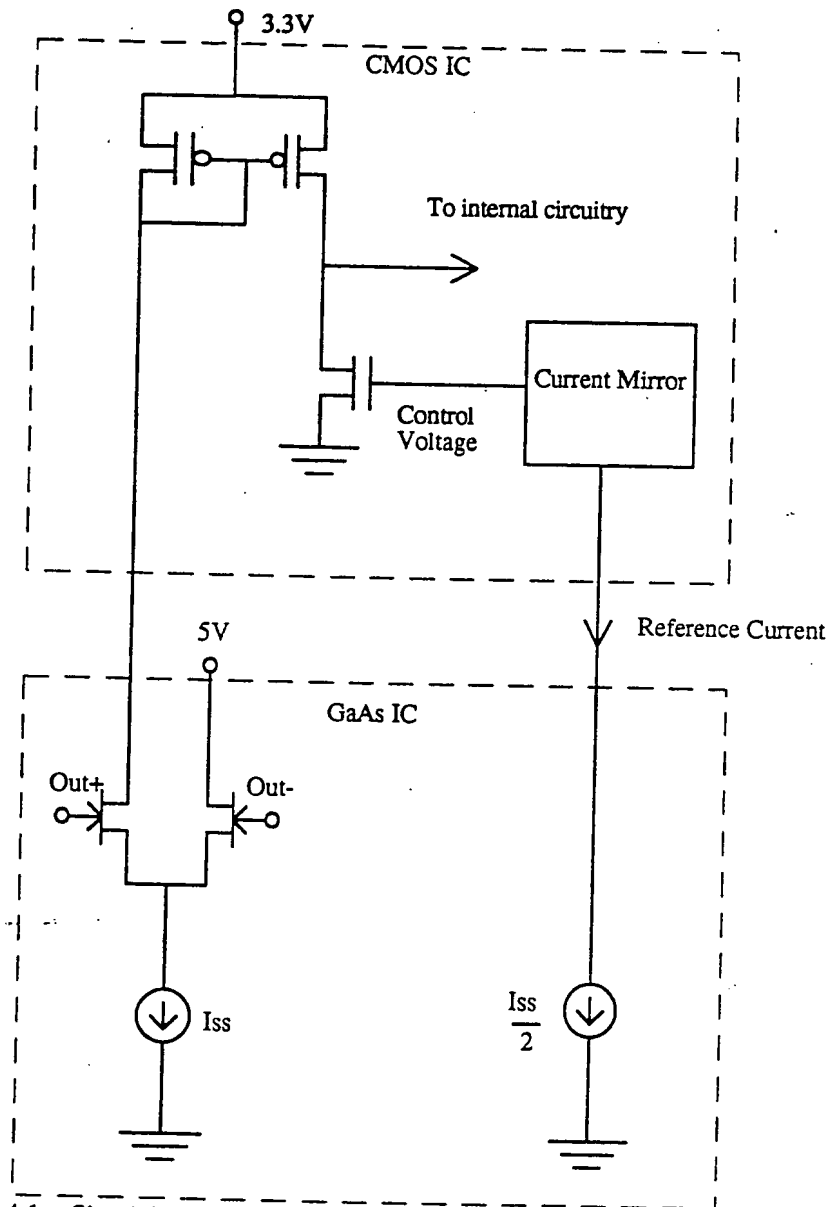 3.3V
CMOS IC
To internal circuitry
Current Mirror
Control
Voltage
Reference Current
5V
GaAs IC
Out+
Out-
Iss
Iss
2